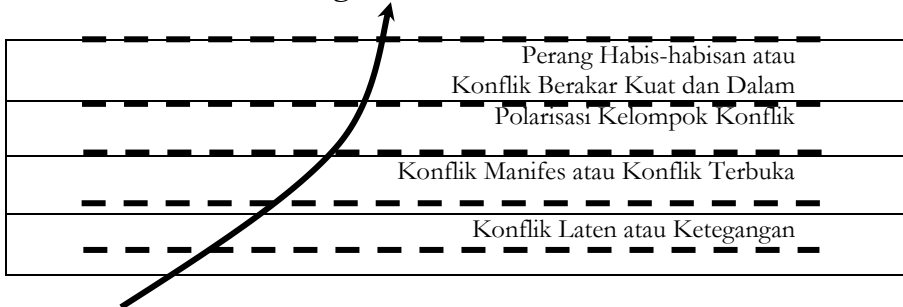 Perang Habis-habisan atau
Konflik Berakar Kuat dan Dalam
Polarisasi Kelompok Konflik
Konflik Manifes atau Konflik Terbuka
Konflik Laten atau Ketegangan